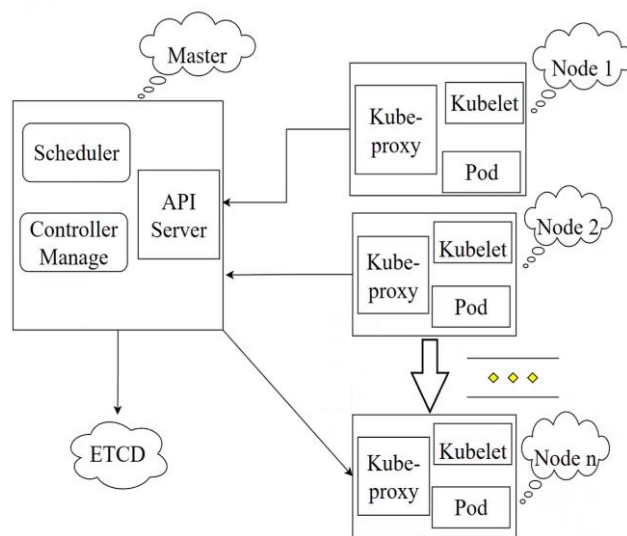 Master
Scheduler
Controller
Manage
API
Server
ETCD
Node 1
Kube-
proxy
Kubelet
Pod
Node 2
Kube-
proxy
Kubelet
Pod
Node n
Kube-
proxy
Kubelet
Pod